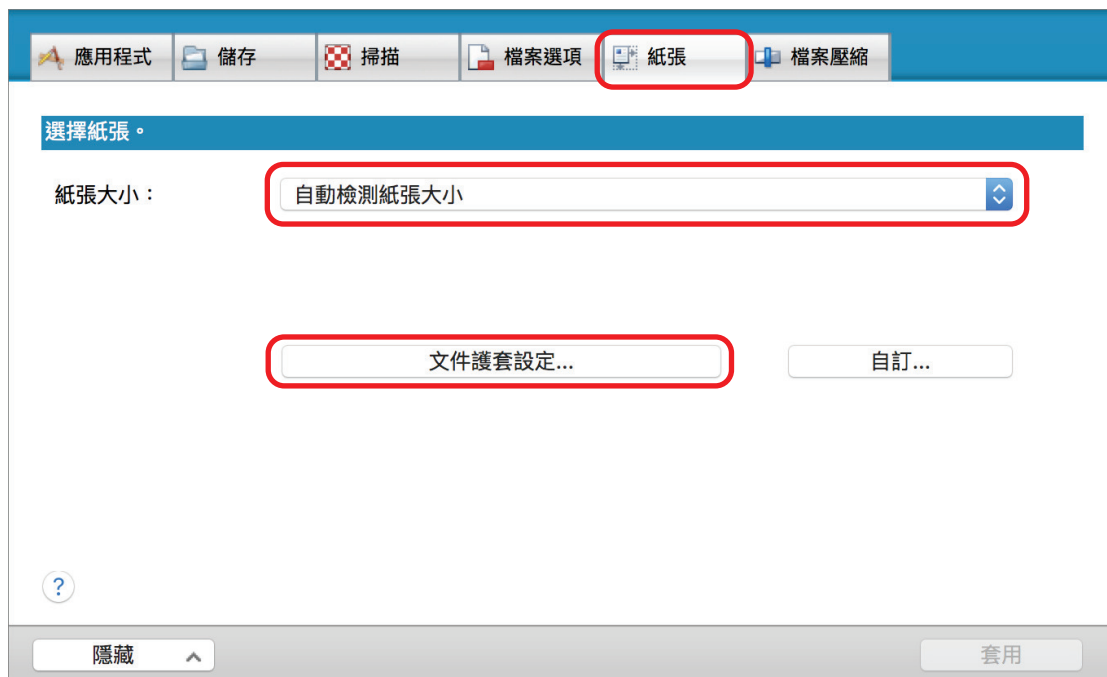 應用程式 儲存 掃描 檔案選項 紙張 檔案壓縮
選擇紙張。
紙張大小： 自動檢測紙張大小
文件護套設定... 自訂...
?
隱藏 套用